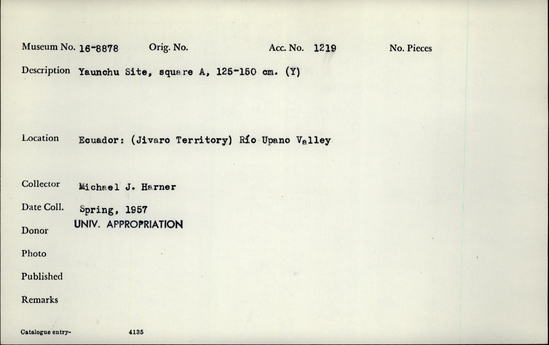 Museum No. 16-8878 Orig. No. Acc. No. 1219 No. Pieces
Description Yaunchu Site, square A, 125-150 cm. (Y)
Location Ecuador: (Jivaro Territory) Río Upano Valley
Collector Michael J. Harner
Date Coll. Spring, 1957
UNIV. APPROPRIATION
Donor
Photo
Published
Remarks
Catalogue entry- 4135